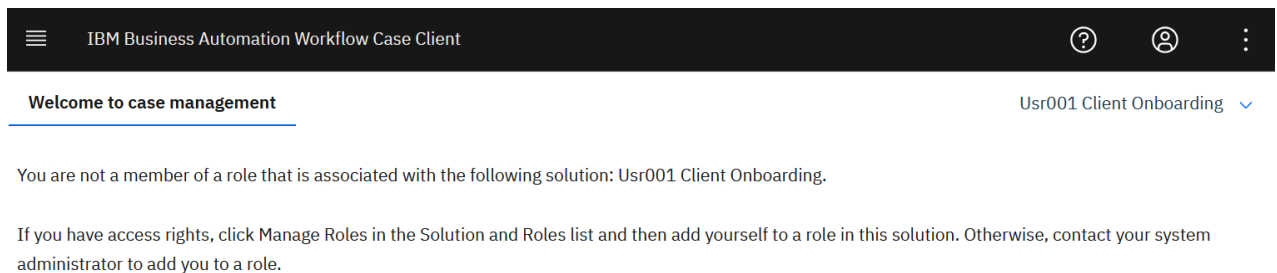 IBM Business Automation Workflow Case Client
Welcome to case management
Usr001 Client Onboarding
You are not a member of a role that is associated with the following solution: Usr001 Client Onboarding.
If you have access rights, click Manage Roles in the Solution and Roles list and then add yourself to a role in this solution. Otherwise, contact your system
administrator to add you to a role.